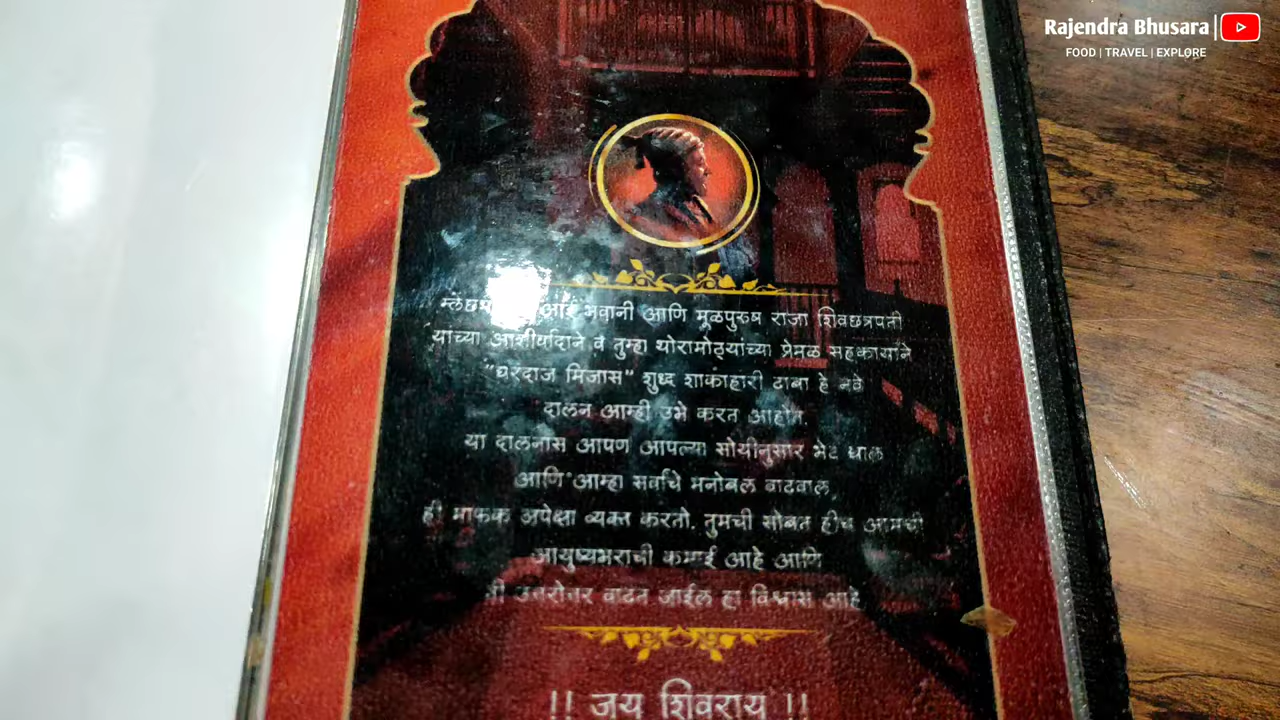 Rajendra Bhusara
FOOD | TRAVEL | EXPLORE
आई भवानी आणि मूळपुरुष राजा शिवछत्रपती
यांच्या आशीर्वादाने व तुम्हा थोरामोठ्यांच्या प्रेमळ सहकार्याने
"घरंदाज मिजास" शुध्द शाकाहारी ढाबा हे नवे
दालन आम्ही उभे करत आहोत.
या दालनास आपण आपल्या सोयीनुसार भेट द्याल
आणि आम्हा सर्वांचे मनोबल वाढवाल,
ही माफक अपेक्षा व्यक्त करतो. तुमची सोबत हीच आमची
आयुष्यभराची कमाई आहे आणि
ती उत्तरोत्तर वाढत जाईल हा विश्वास आहे
!! जय शिवराय !!